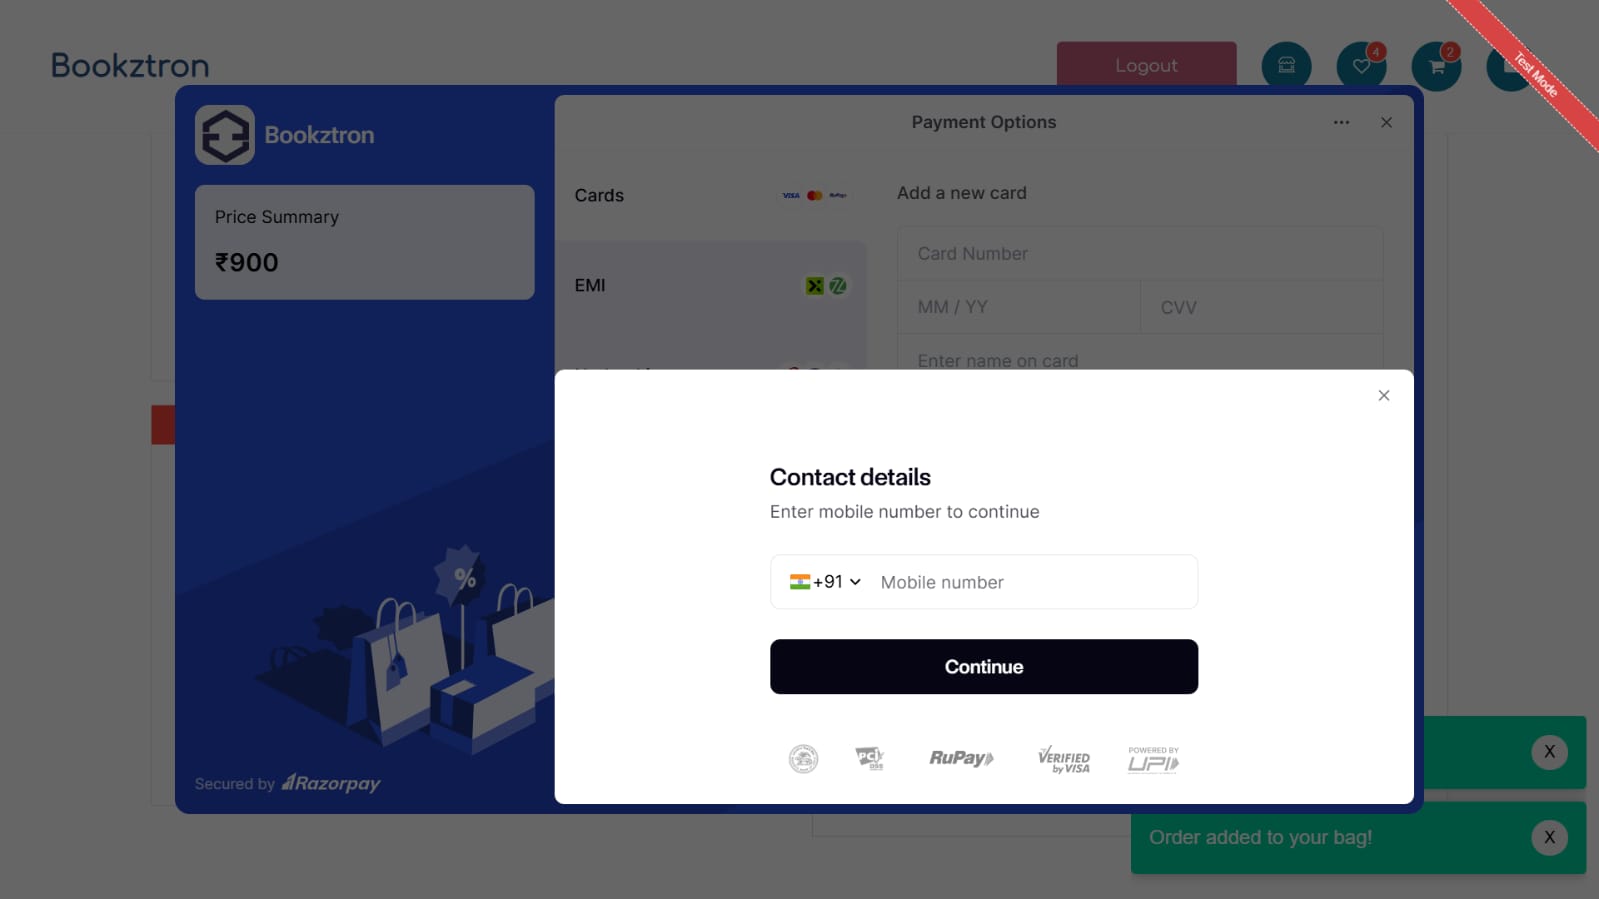 Bookztron
Logout
4
2
Test Mode
Bookztron
Price Summary
₹900
Secured by Razorpay
Payment Options
Cards
VISA
RuPay
EMI
Add a new card
Card Number
MM / YY
CVV
Enter name on card
Contact details
Enter mobile number to continue
+91
Mobile number
Continue
PCI DSS
RuPay
VERIFIED
by VISA
POWERED BY
UPI
X
Order added to your bag!
X
%